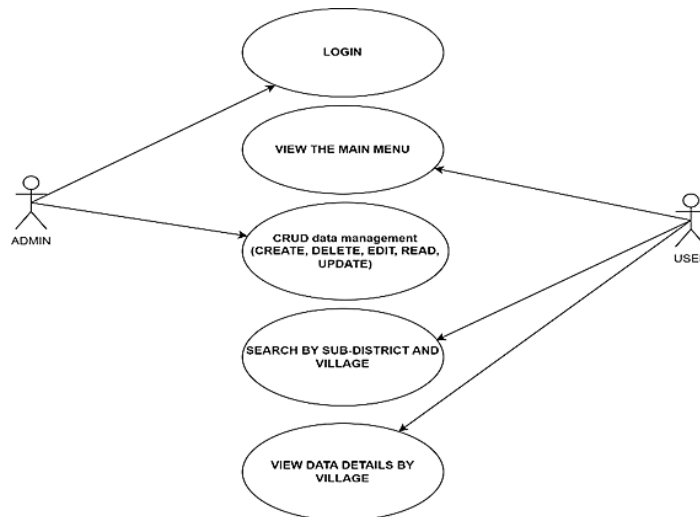 LOGIN
VIEW THE MAIN MENU
ADMIN
CRUD data management
(CREATE, DELETE, EDIT, READ,
UPDATE)
USER
SEARCH BY SUB-DISTRICT AND
VILLAGE
VIEW DATA DETAILS BY
VILLAGE